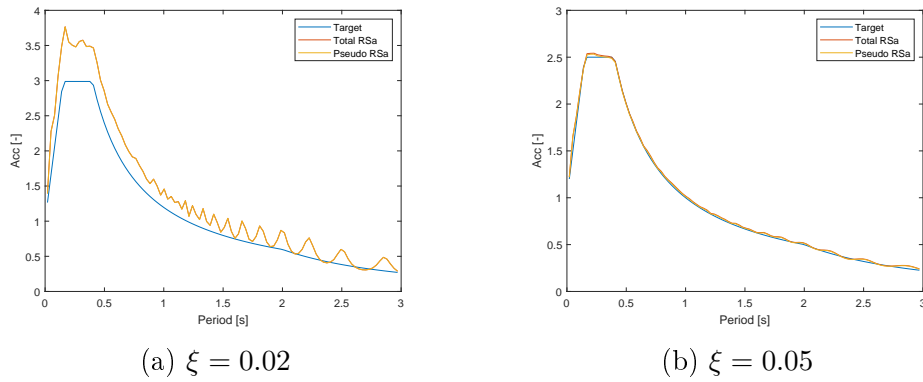 4
3.5
3
2.5
2
1.5
1
0.5
0
Acc [-]
0 0.5 1 1.5 2 2.5 3
Period [s]
Target
Total RSa
Pseudo RSa
(a) ξ = 0.02
3
2.5
2
1.5
1
0.5
0
Acc [-]
0 0.5 1 1.5 2 2.5 3
Period [s]
Target
Total RSa
Pseudo RSa
(b) ξ = 0.05